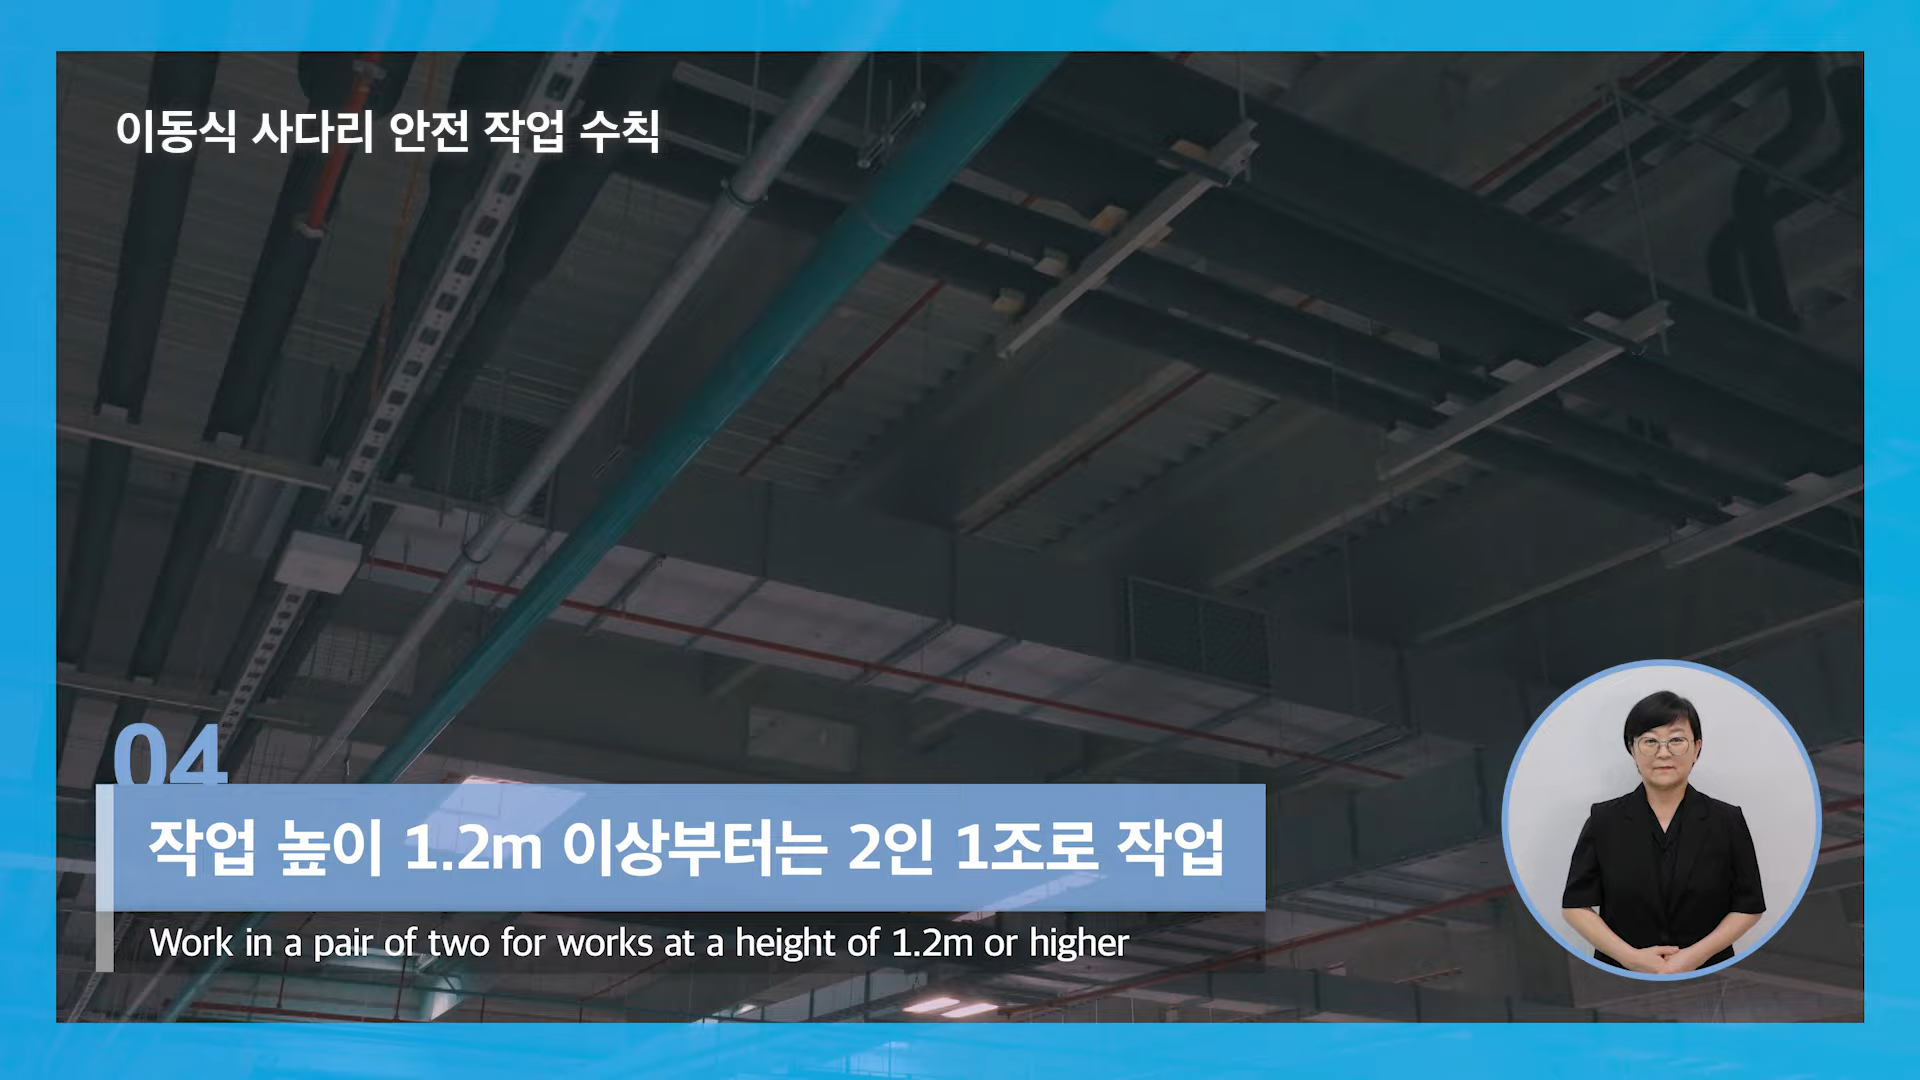 이동식 사다리 안전 작업 수칙
04
작업 높이 1.2m 이상부터는 2인 1조로 작업
Work in a pair of two for works at a height of 1.2m or higher